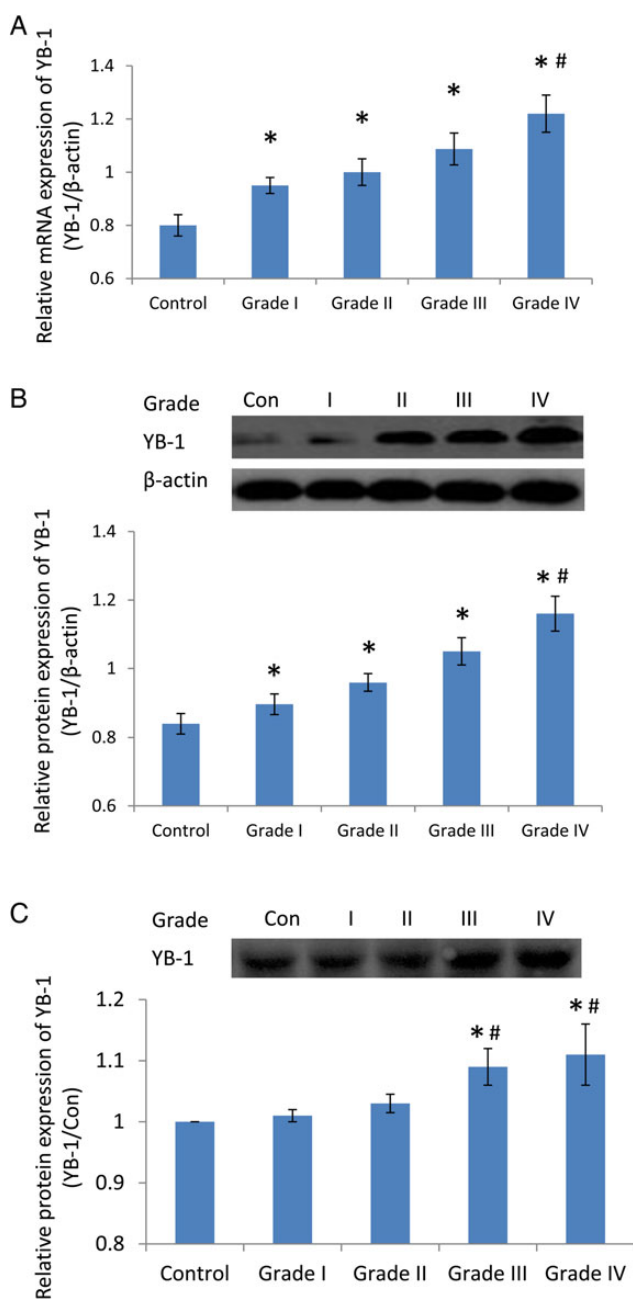 A
Relative mRNA expression of YB-1
(YB-1/β-actin)
1.4
1.2
1
0.8
0.6
*
*
*
* #
Control Grade I Grade II Grade III Grade IV
B
Grade Con I II III IV
YB-1
β-actin
Relative protein expression of YB-1
(YB-1/β-actin)
1.4
1.2
1
0.8
0.6
*
*
*
* #
Control Grade I Grade II Grade III Grade IV
C
Grade Con I II III IV
YB-1
Relative protein expression of YB-1
(YB-1/Con)
1.2
1.1
1
0.9
0.8
* #
* #
Control Grade I Grade II Grade III Grade IV